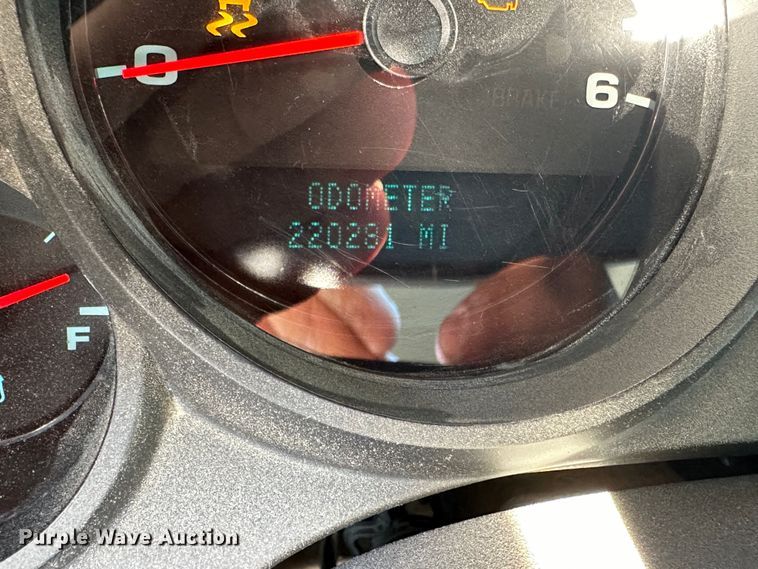 0
BRAKE
6
ODOMETER
220281 MI
F
Purple Wave Auction